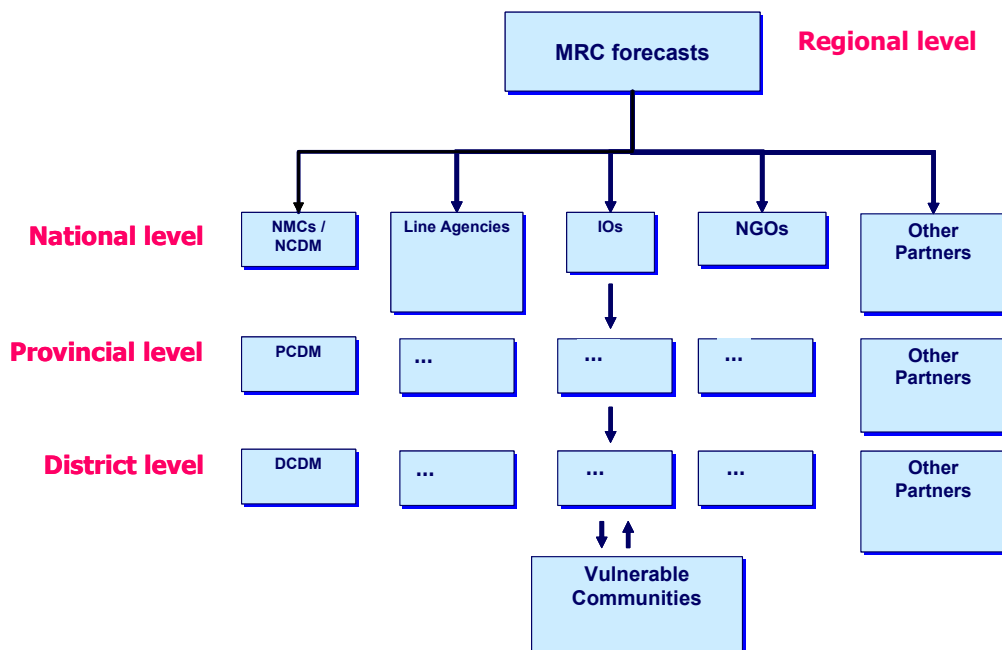 MRC forecasts
Regional level
National level
NMCs /
NCDM
Line Agencies
IOs
NGOs
Other
Partners
Provincial level
PCDM
...
...
...
Other
Partners
District level
DCDM
...
...
...
Other
Partners
Vulnerable
Communities